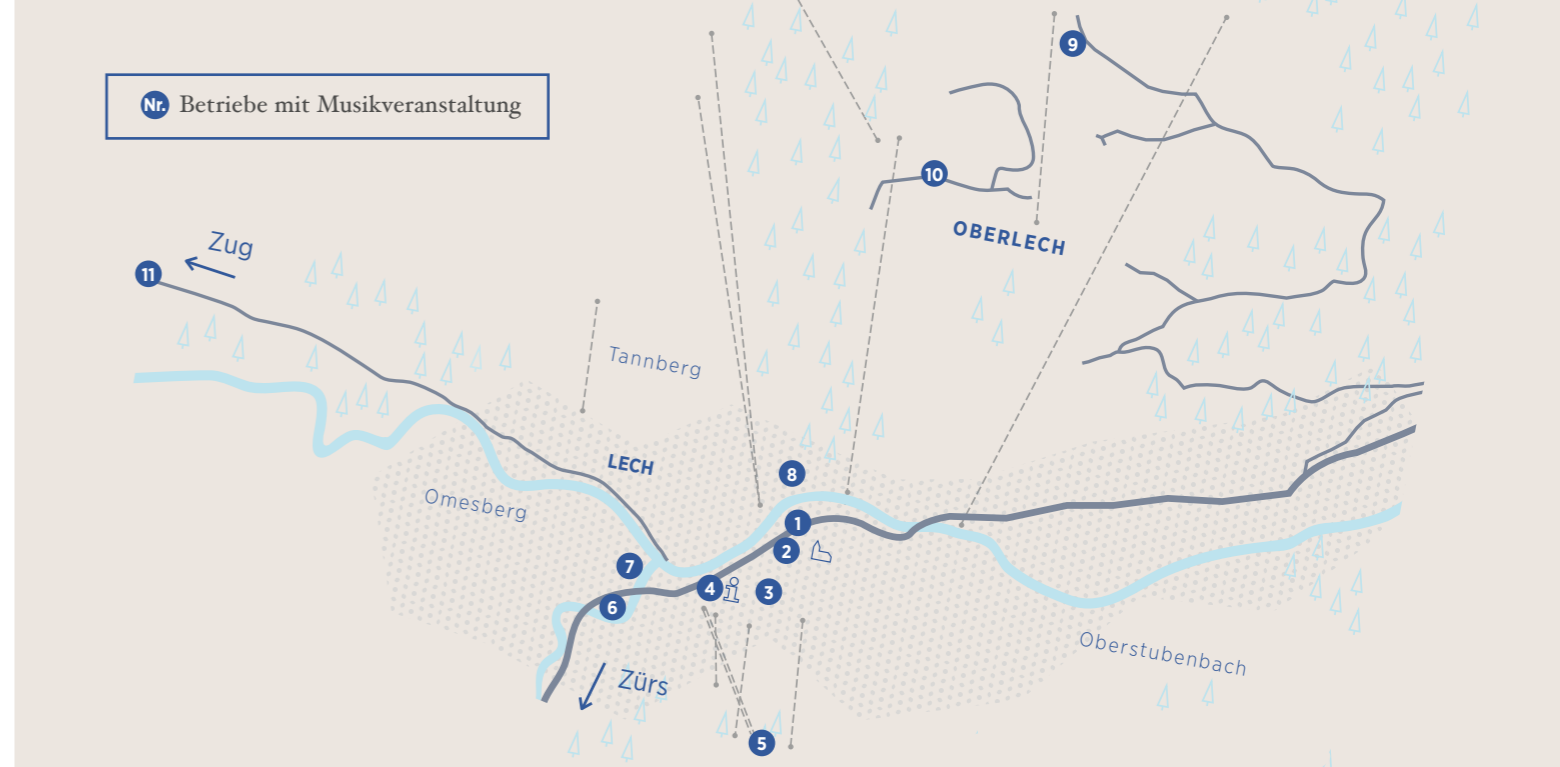 Nr. Betriebe mit Musikveranstaltung
9
10
OBERLECH
Zug
11
Tannberg
LECH
8
Omesberg
1
2
7
4 i 3
6
Oberstubenbach
Zürs
5